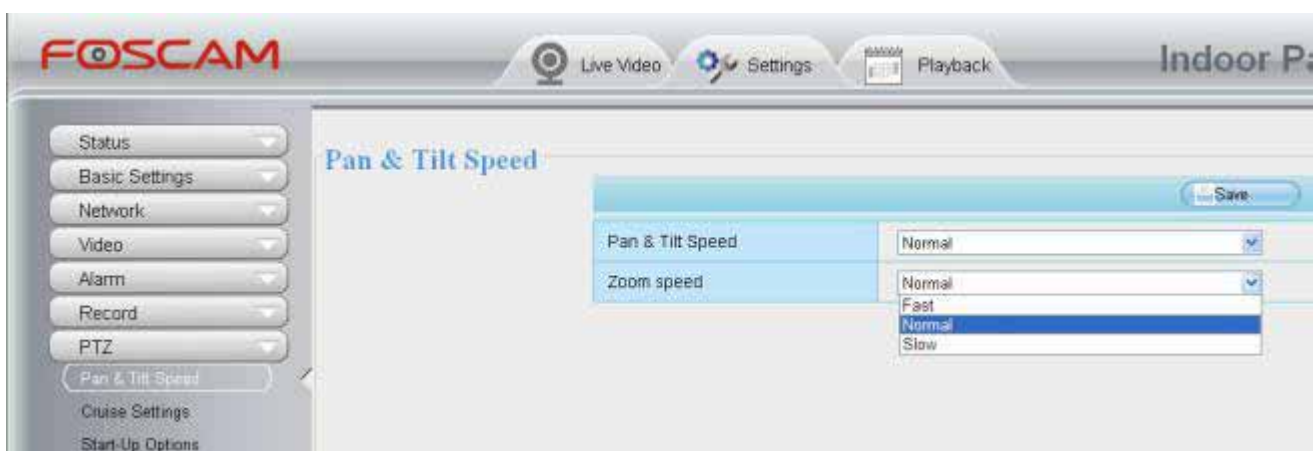 FOSCAM
Live Video
Settings
Playback
Indoor Pa
Status
Basic Settings
Network
Video
Alarm
Record
PTZ
Pan & Tilt Speed
Cruise Settings
Start-Up Options
Pan & Tilt Speed
Save
Pan & Tilt Speed
Normal
Zoom speed
Normal
Fast
Normal
Slow